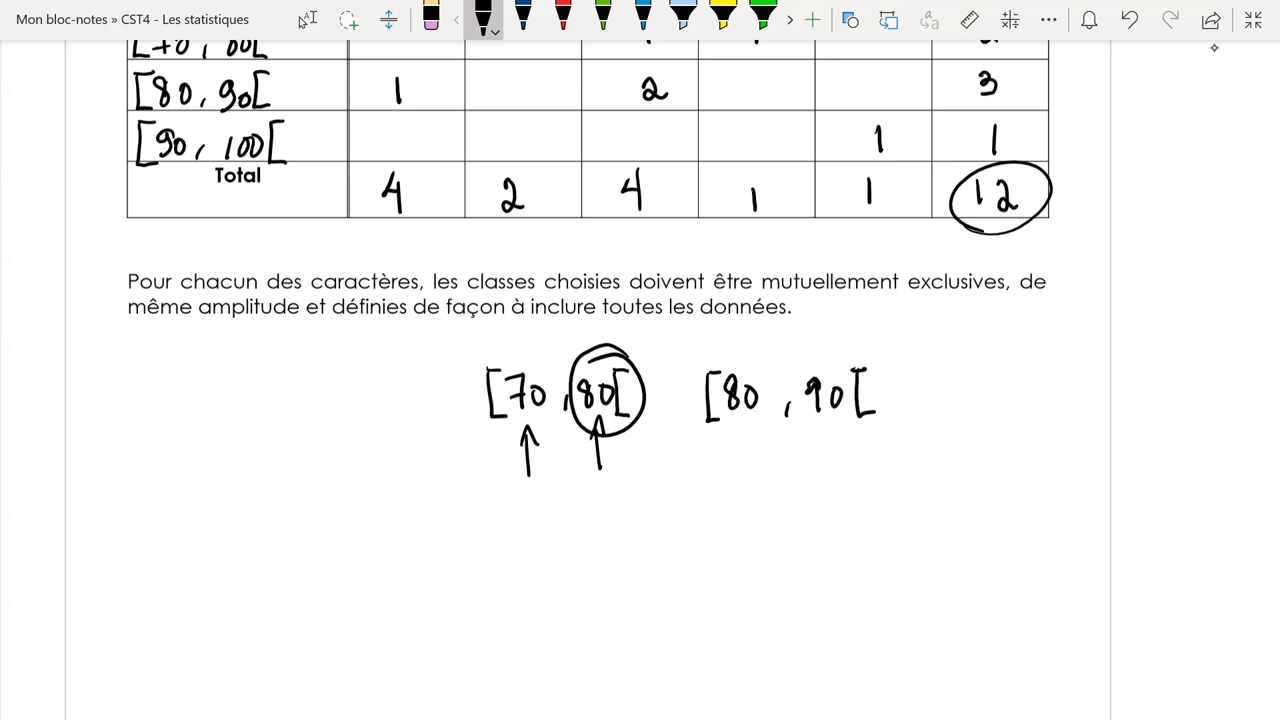 Mon bloc-notes » CST4 - Les statistiques
[70, 80[
[80, 90[ 1 2 3
[90, 100[ 1 1
Total 4 2 4 1 1 12
Pour chacun des caractères, les classes choisies doivent être mutuellement exclusives, de
même amplitude et définies de façon à inclure toutes les données.
[70, 80[ [80, 90[